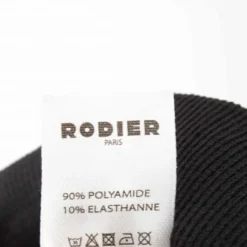 RODIER
PARIS
90% POLYAMIDE
10% ELASTHANNE